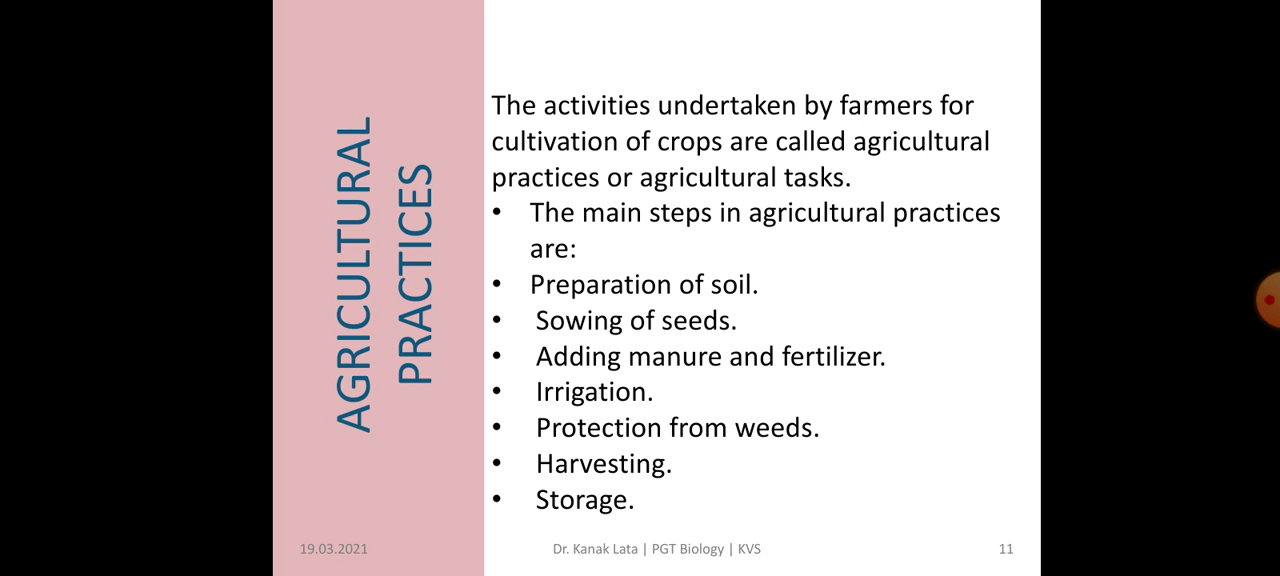 AGRICULTURAL
PRACTICES
The activities undertaken by farmers for
cultivation of crops are called agricultural
practices or agricultural tasks.
• The main steps in agricultural practices
are:
• Preparation of soil.
• Sowing of seeds.
• Adding manure and fertilizer.
• Irrigation.
• Protection from weeds.
• Harvesting.
• Storage.
19.03.2021
Dr. Kanak Lata | PGT Biology | KVS
11